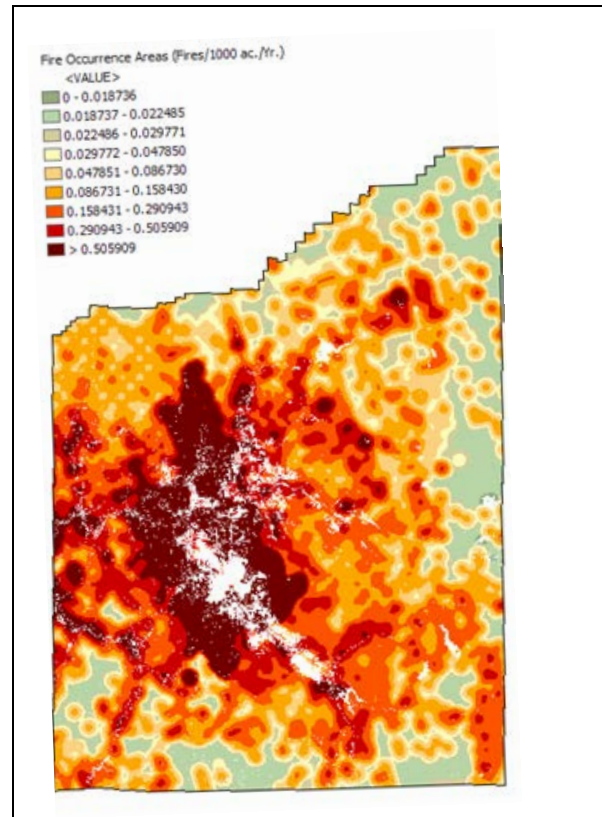 Fire Occurrence Areas (Fires/1000 ac./Yr.)
<VALUE>
0 - 0.018736
0.018737 - 0.022485
0.022486 - 0.029771
0.029772 - 0.047850
0.047851 - 0.086730
0.086731 - 0.158430
0.158431 - 0.290943
0.290943 - 0.505909
> 0.505909